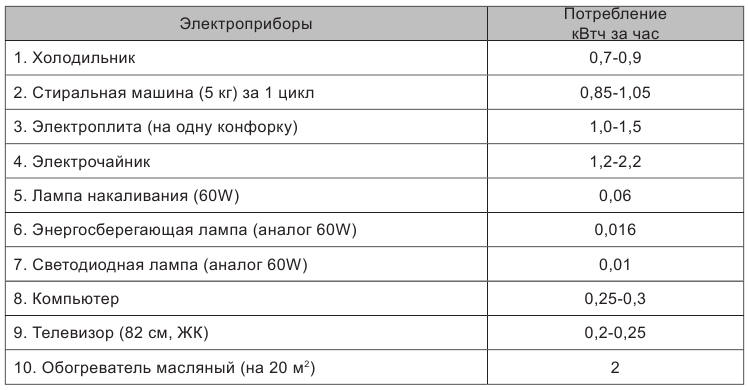 Электроприборы
Потребление
кВтч за час
1. Холодильник
0,7-0,9
2. Стиральная машина (5 кг) за 1 цикл
0,85-1,05
3. Электроплита (на одну конфорку)
1,0-1,5
4. Электрочайник
1,2-2,2
5. Лампа накаливания (60W)
0,06
6. Энергосберегающая лампа (аналог 60W)
0,016
7. Светодиодная лампа (аналог 60W)
0,01
8. Компьютер
0,25-0,3
9. Телевизор (82 см, ЖК)
0,2-0,25
10. Обогреватель масляный (на 20 м²)
2